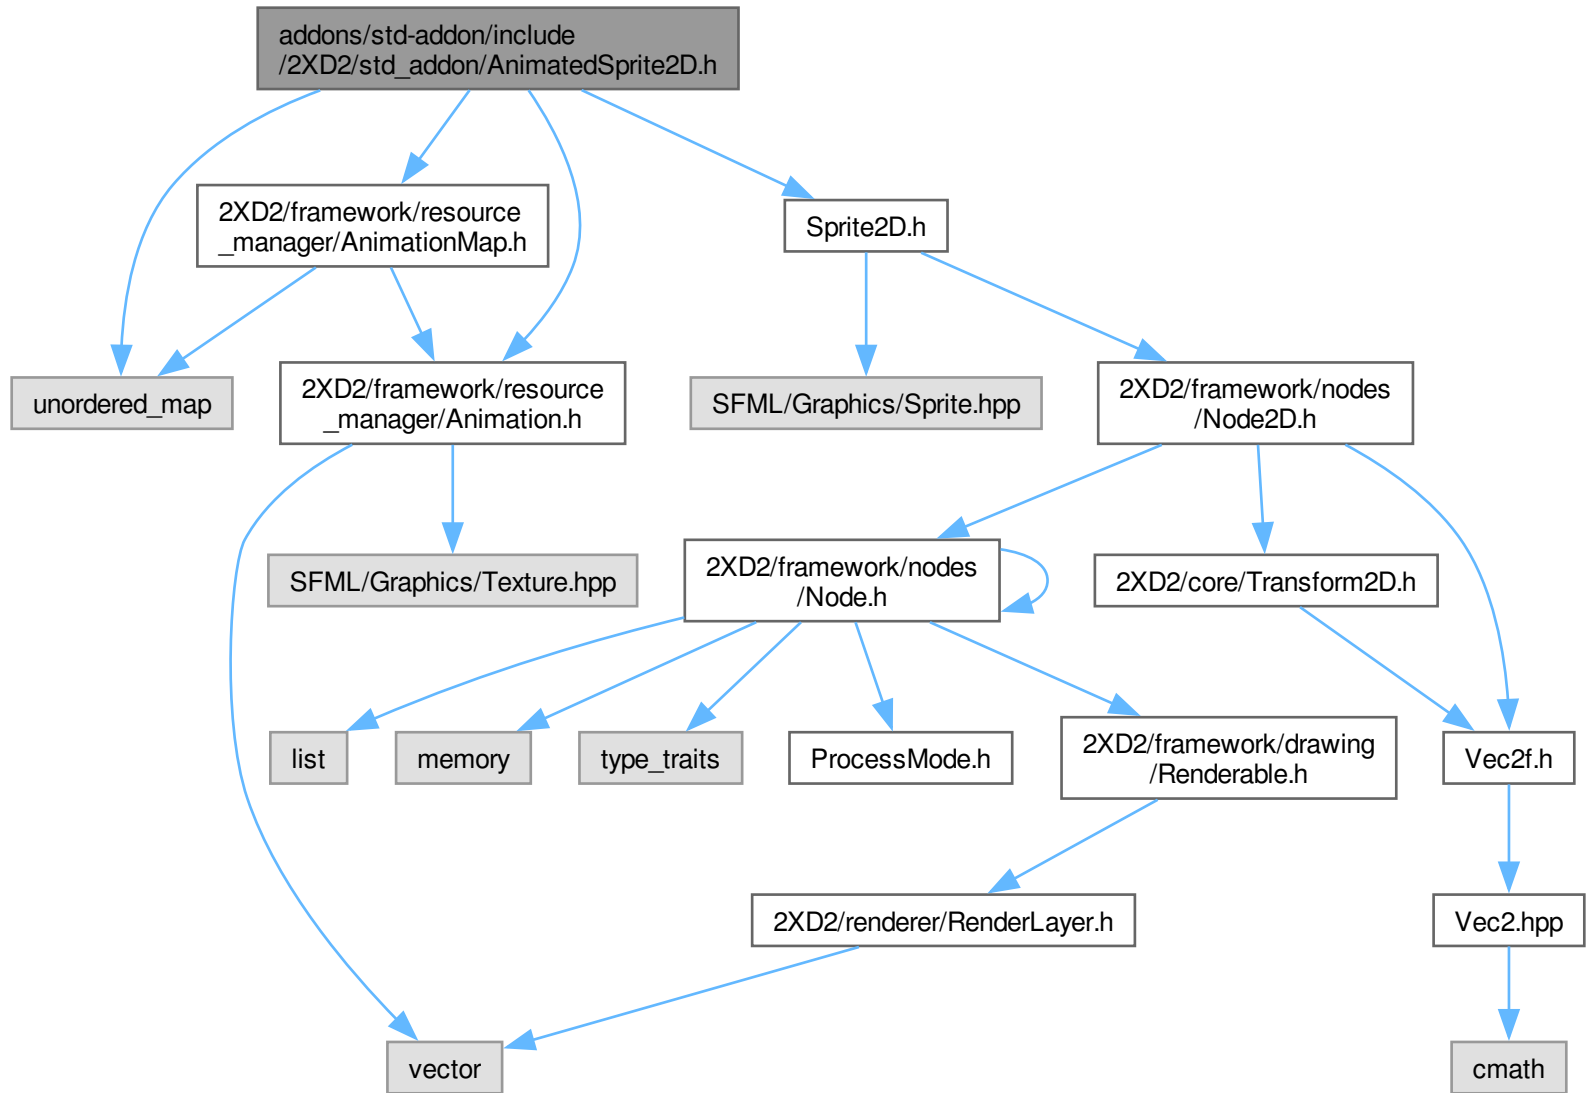 addons/std-addon/include
/2XD2/std_addon/AnimatedSprite2D.h
2XD2/framework/resource
_manager/AnimationMap.h
Sprite2D.h
unordered_map
2XD2/framework/resource
_manager/Animation.h
SFML/Graphics/Sprite.hpp
2XD2/framework/nodes
/Node2D.h
SFML/Graphics/Texture.hpp
2XD2/framework/nodes
/Node.h
2XD2/core/Transform2D.h
list
memory
type_traits
ProcessMode.h
2XD2/framework/drawing
/Renderable.h
Vec2f.h
2XD2/renderer/RenderLayer.h
Vec2.hpp
vector
cmath